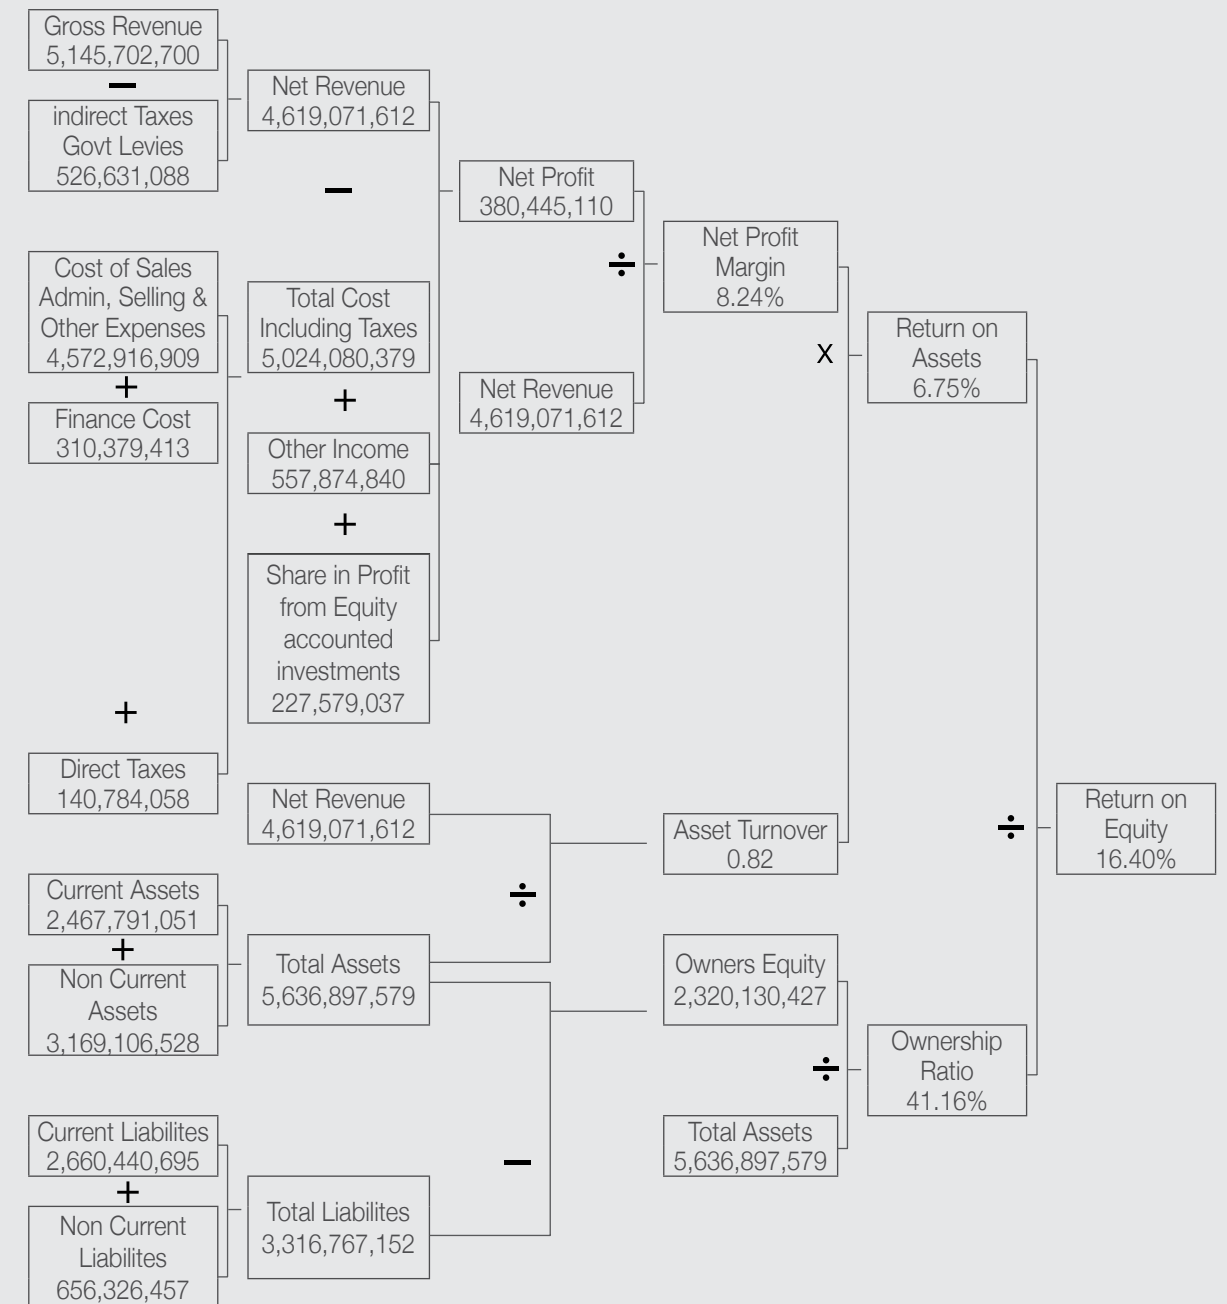 Gross Revenue
5,145,702,700
−
indirect Taxes
Govt Levies
526,631,088
Net Revenue
4,619,071,612
−
Cost of Sales
Admin, Selling &
Other Expenses
4,572,916,909
+
Finance Cost
310,379,413
+
Direct Taxes
140,784,058
Total Cost
Including Taxes
5,024,080,379
+
Other Income
557,874,840
+
Share in Profit
from Equity
accounted
investments
227,579,037
Net Profit
380,445,110
÷
Net Revenue
4,619,071,612
Net Profit
Margin
8.24%
X
Return on
Assets
6.75%
Net Revenue
4,619,071,612
÷
Asset Turnover
0.82
÷
Return on
Equity
16.40%
Current Assets
2,467,791,051
+
Non Current
Assets
3,169,106,528
Total Assets
5,636,897,579
−
Owners Equity
2,320,130,427
÷
Total Assets
5,636,897,579
Ownership
Ratio
41.16%
Current Liabilites
2,660,440,695
+
Non Current
Liabilites
656,326,457
Total Liabilites
3,316,767,152